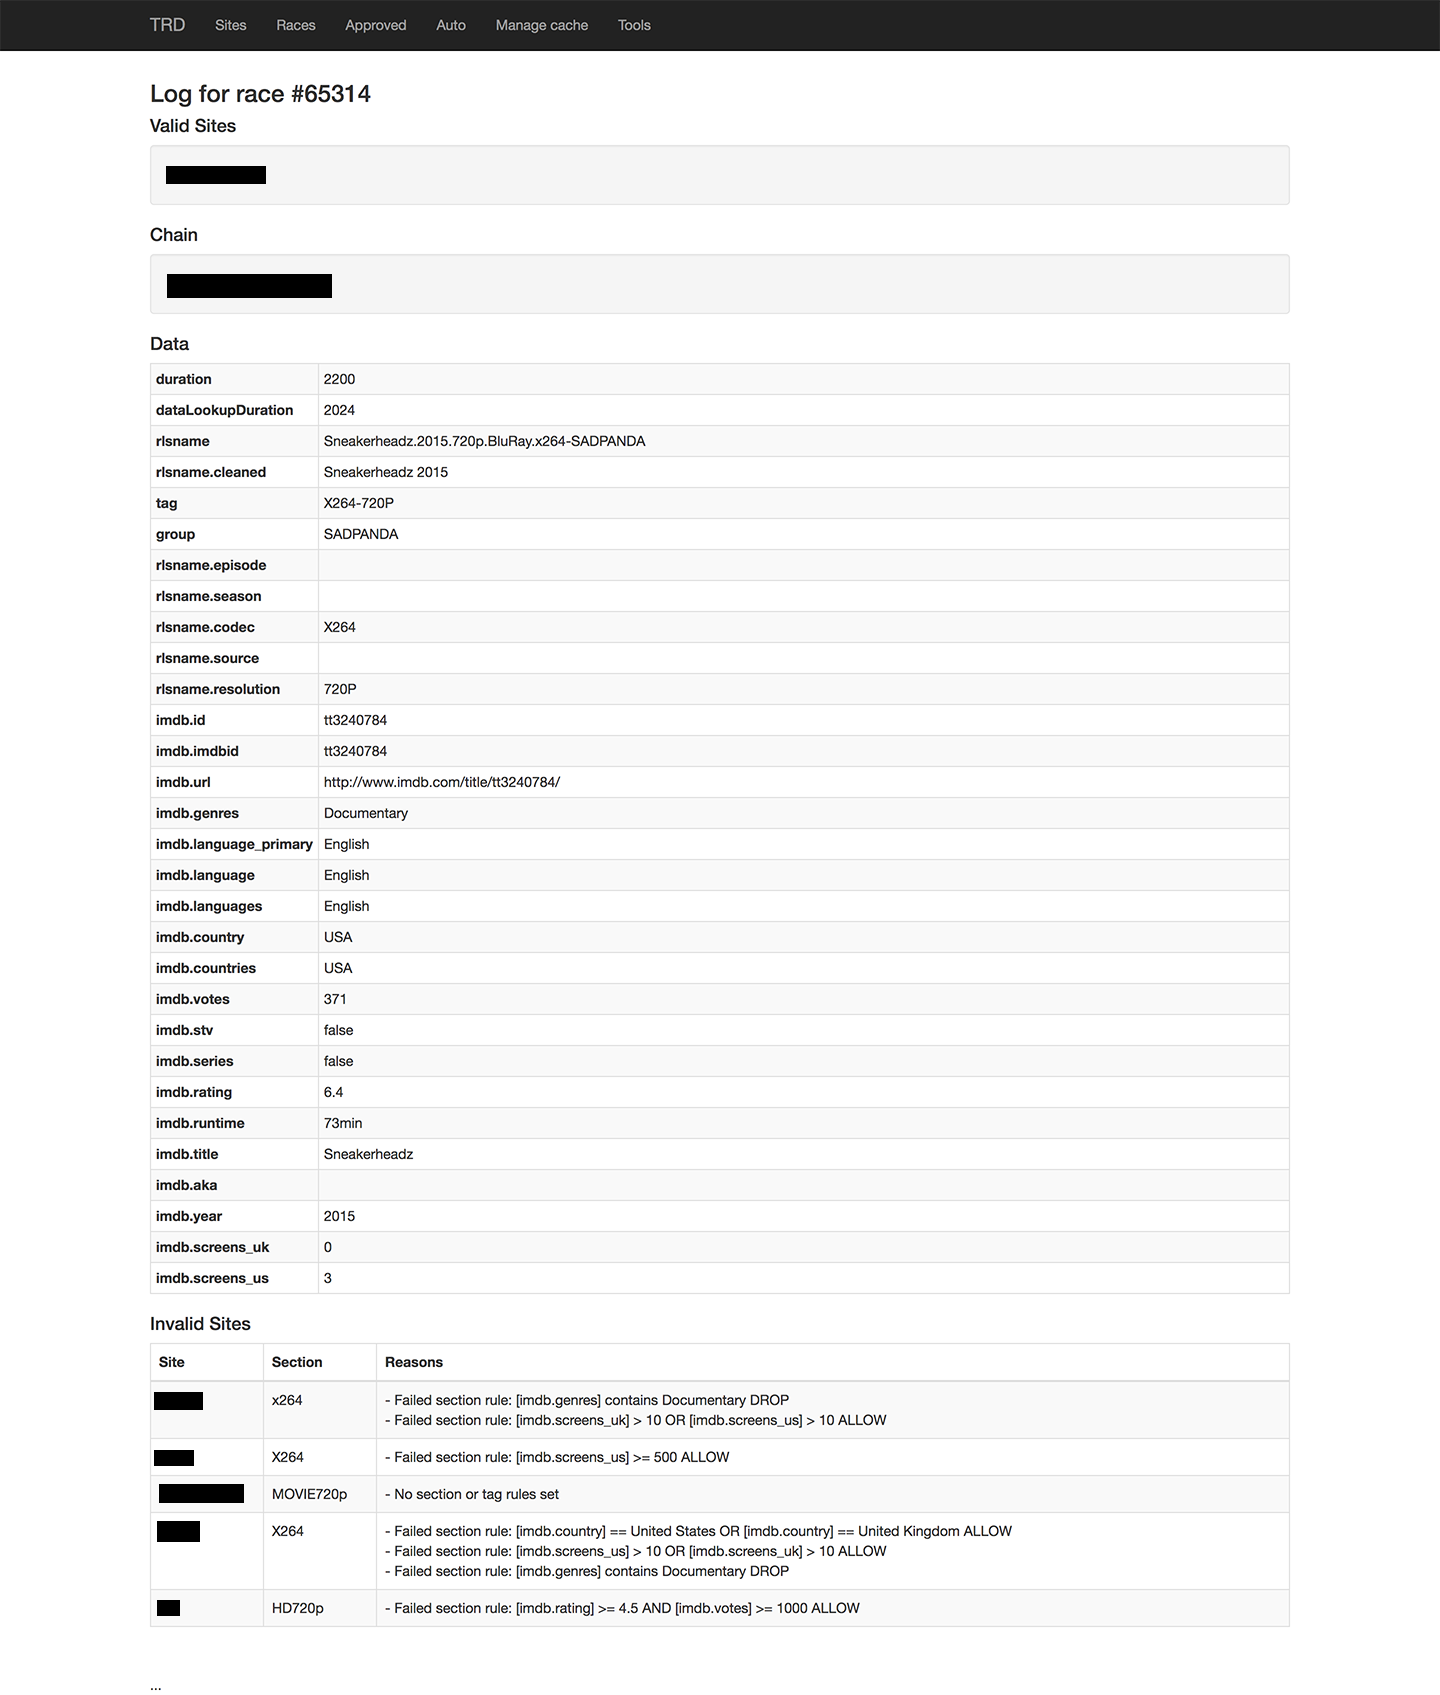 TRD Sites Races Approved Auto Manage cache Tools
Log for race #65314
Valid Sites
Chain
Data
duration 2200
dataLookupDuration 2024
rlsname Sneakerheadz.2015.720p.BluRay.x264-SADPANDA
rlsname.cleaned Sneakerheadz 2015
tag X264-720P
group SADPANDA
rlsname.episode
rlsname.season
rlsname.codec X264
rlsname.source
rlsname.resolution 720P
imdb.id tt3240784
imdb.imdbid tt3240784
imdb.url http://www.imdb.com/title/tt3240784/
imdb.genres Documentary
imdb.language_primary English
imdb.language English
imdb.languages English
imdb.country USA
imdb.countries USA
imdb.votes 371
imdb.stv false
imdb.series false
imdb.rating 6.4
imdb.runtime 73min
imdb.title Sneakerheadz
imdb.aka
imdb.year 2015
imdb.screens_uk 0
imdb.screens_us 3
Invalid Sites
Site Section Reasons
x264 - Failed section rule: [imdb.genres] contains Documentary DROP
- Failed section rule: [imdb.screens_uk] > 10 OR [imdb.screens_us] > 10 ALLOW
X264 - Failed section rule: [imdb.screens_us] >= 500 ALLOW
MOVIE720p - No section or tag rules set
X264 - Failed section rule: [imdb.country] == United States OR [imdb.country] == United Kingdom ALLOW
- Failed section rule: [imdb.screens_us] > 10 OR [imdb.screens_uk] > 10 ALLOW
- Failed section rule: [imdb.genres] contains Documentary DROP
HD720p - Failed section rule: [imdb.rating] >= 4.5 AND [imdb.votes] >= 1000 ALLOW
...